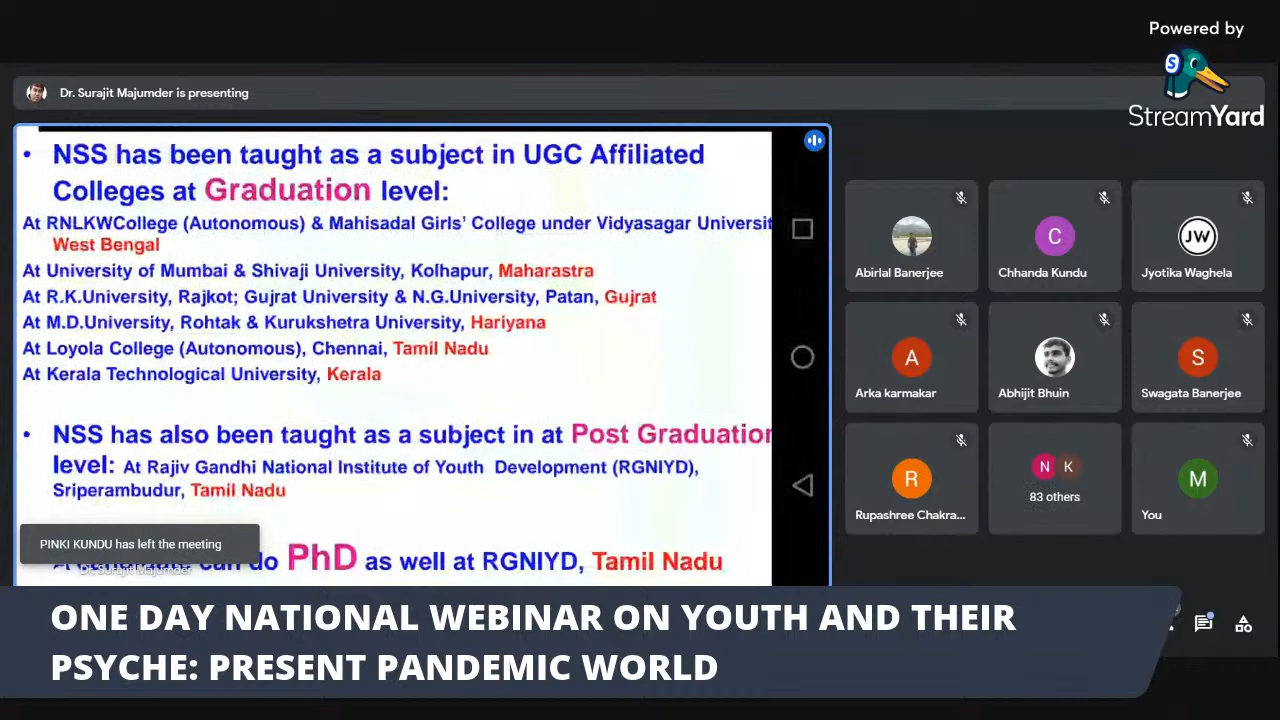 Powered by
S
StreamYard
Dr. Surajit Majumder is presenting
• NSS has been taught as a subject in UGC Affiliated
Colleges at Graduation level:
At RNLKWCollege (Autonomous) & Mahisadal Girls' College under Vidyasagar Universit
West Bengal
At University of Mumbai & Shivaji University, Kolhapur, Maharastra
At R.K.University, Rajkot; Gujrat University & N.G.University, Patan, Gujrat
At M.D.University, Rohtak & Kurukshetra University, Hariyana
At Loyola College (Autonomous), Chennai, Tamil Nadu
At Kerala Technological University, Kerala
• NSS has also been taught as a subject in at Post Graduation
level: At Rajiv Gandhi National Institute of Youth Development (RGNIYD),
Sriperambudur, Tamil Nadu
PINKI KUNDU has left the meeting
can do PhD as well at RGNIYD, Tamil Nadu
Dr. Surajit Majumder
Abirlal Banerjee
C
Chhanda Kundu
JW
Jyotika Waghela
A
Arka karmakar
Abhijit Bhuin
S
Swagata Banerjee
R
Rupashree Chakra...
N K
83 others
M
You
ONE DAY NATIONAL WEBINAR ON YOUTH AND THEIR
PSYCHE: PRESENT PANDEMIC WORLD